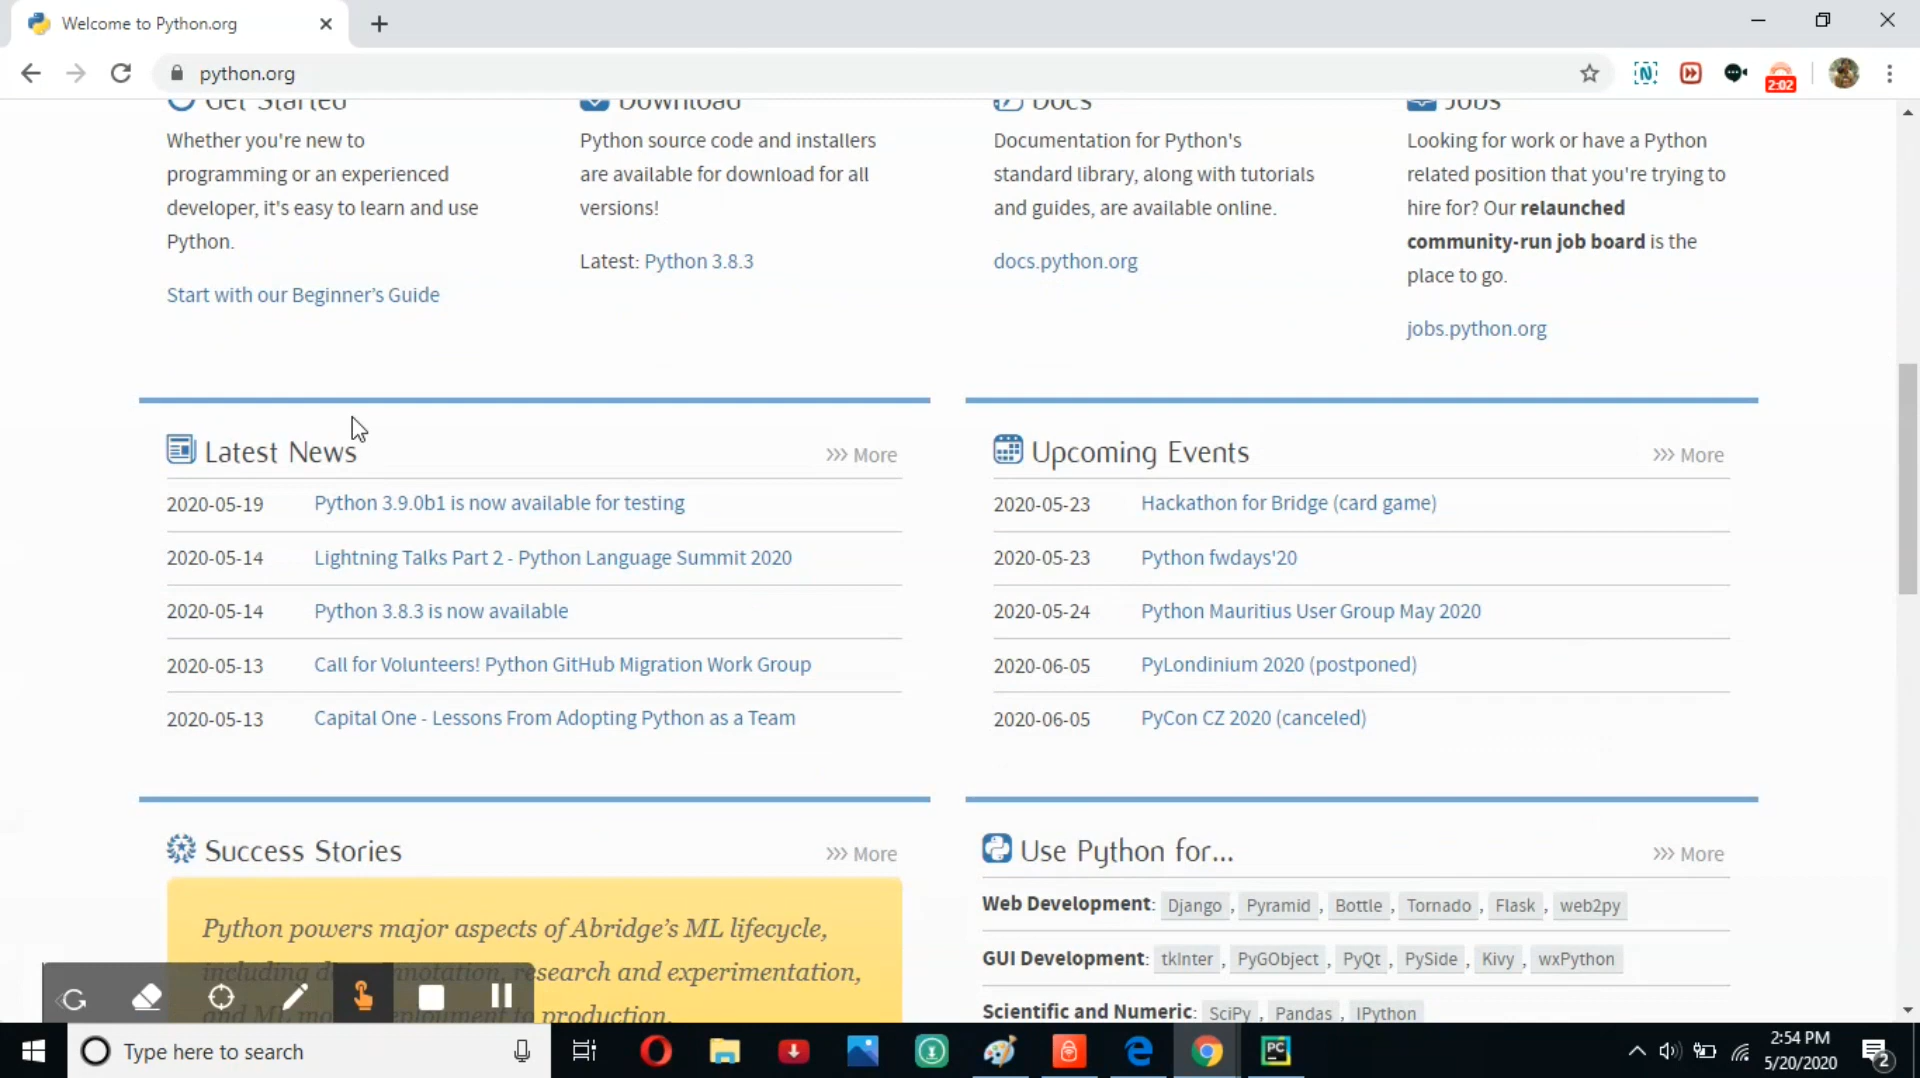 Welcome to Python.org
python.org
2:02
Get Started
Whether you're new to
programming or an experienced
developer, it's easy to learn and use
Python.
Start with our Beginner's Guide
Download
Python source code and installers
are available for download for all
versions!
Latest: Python 3.8.3
Docs
Documentation for Python's
standard library, along with tutorials
and guides, are available online.
docs.python.org
Jobs
Looking for work or have a Python
related position that you're trying to
hire for? Our relaunched
community-run job board is the
place to go.
jobs.python.org
Latest News
>>> More
2020-05-19 Python 3.9.0b1 is now available for testing
2020-05-14 Lightning Talks Part 2 - Python Language Summit 2020
2020-05-14 Python 3.8.3 is now available
2020-05-13 Call for Volunteers! Python GitHub Migration Work Group
2020-05-13 Capital One - Lessons From Adopting Python as a Team
Upcoming Events
>>> More
2020-05-23 Hackathon for Bridge (card game)
2020-05-23 Python fwdays'20
2020-05-24 Python Mauritius User Group May 2020
2020-06-05 PyLondinium 2020 (postponed)
2020-06-05 PyCon CZ 2020 (canceled)
Success Stories
>>> More
Python powers major aspects of Abridge's ML lifecycle,
including research and experimentation,
and ML production.
Use Python for...
>>> More
Web Development: Django , Pyramid , Bottle , Tornado , Flask , web2py
GUI Development: tkInter , PyGObject , PyQt , PySide , Kivy , wxPython
Scientific and Numeric: SciPy , Pandas , IPython
Type here to search
PC
2:54 PM
5/20/2020
2